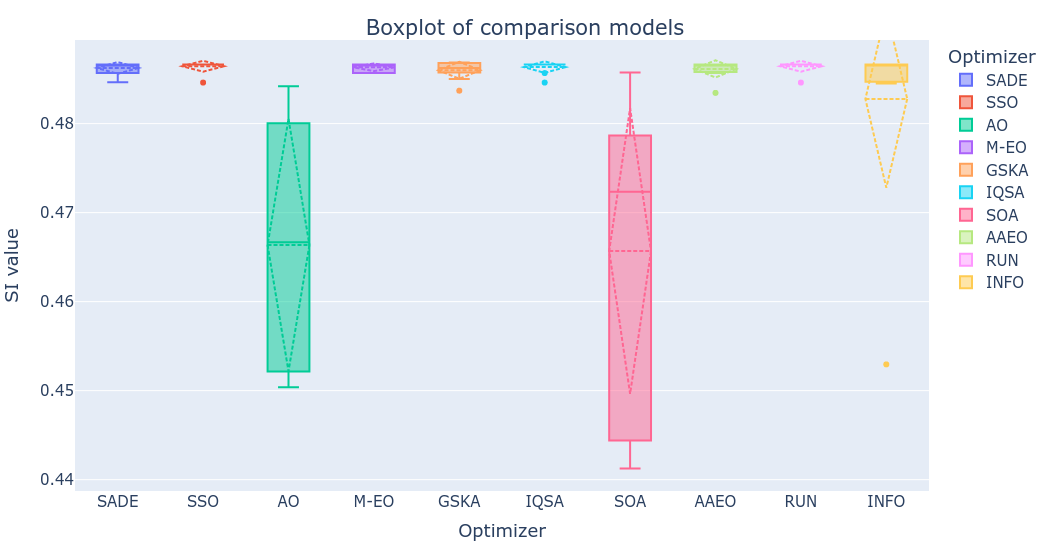 Boxplot of comparison models
Optimizer
SADE
SSO
AO
M-EO
GSKA
IQSA
SOA
AAEO
RUN
INFO
SI value
0.48
0.47
0.46
0.45
0.44
SADE SSO AO M-EO GSKA IQSA SOA AAEO RUN INFO
Optimizer